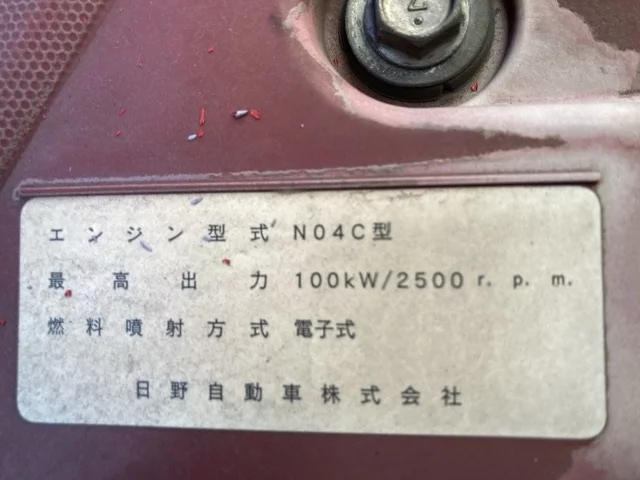 7
エンジン型式 N04C型
最高出力 100kW/2500 r. p. m.
燃料噴射方式 電子式
日野自動車株式会社